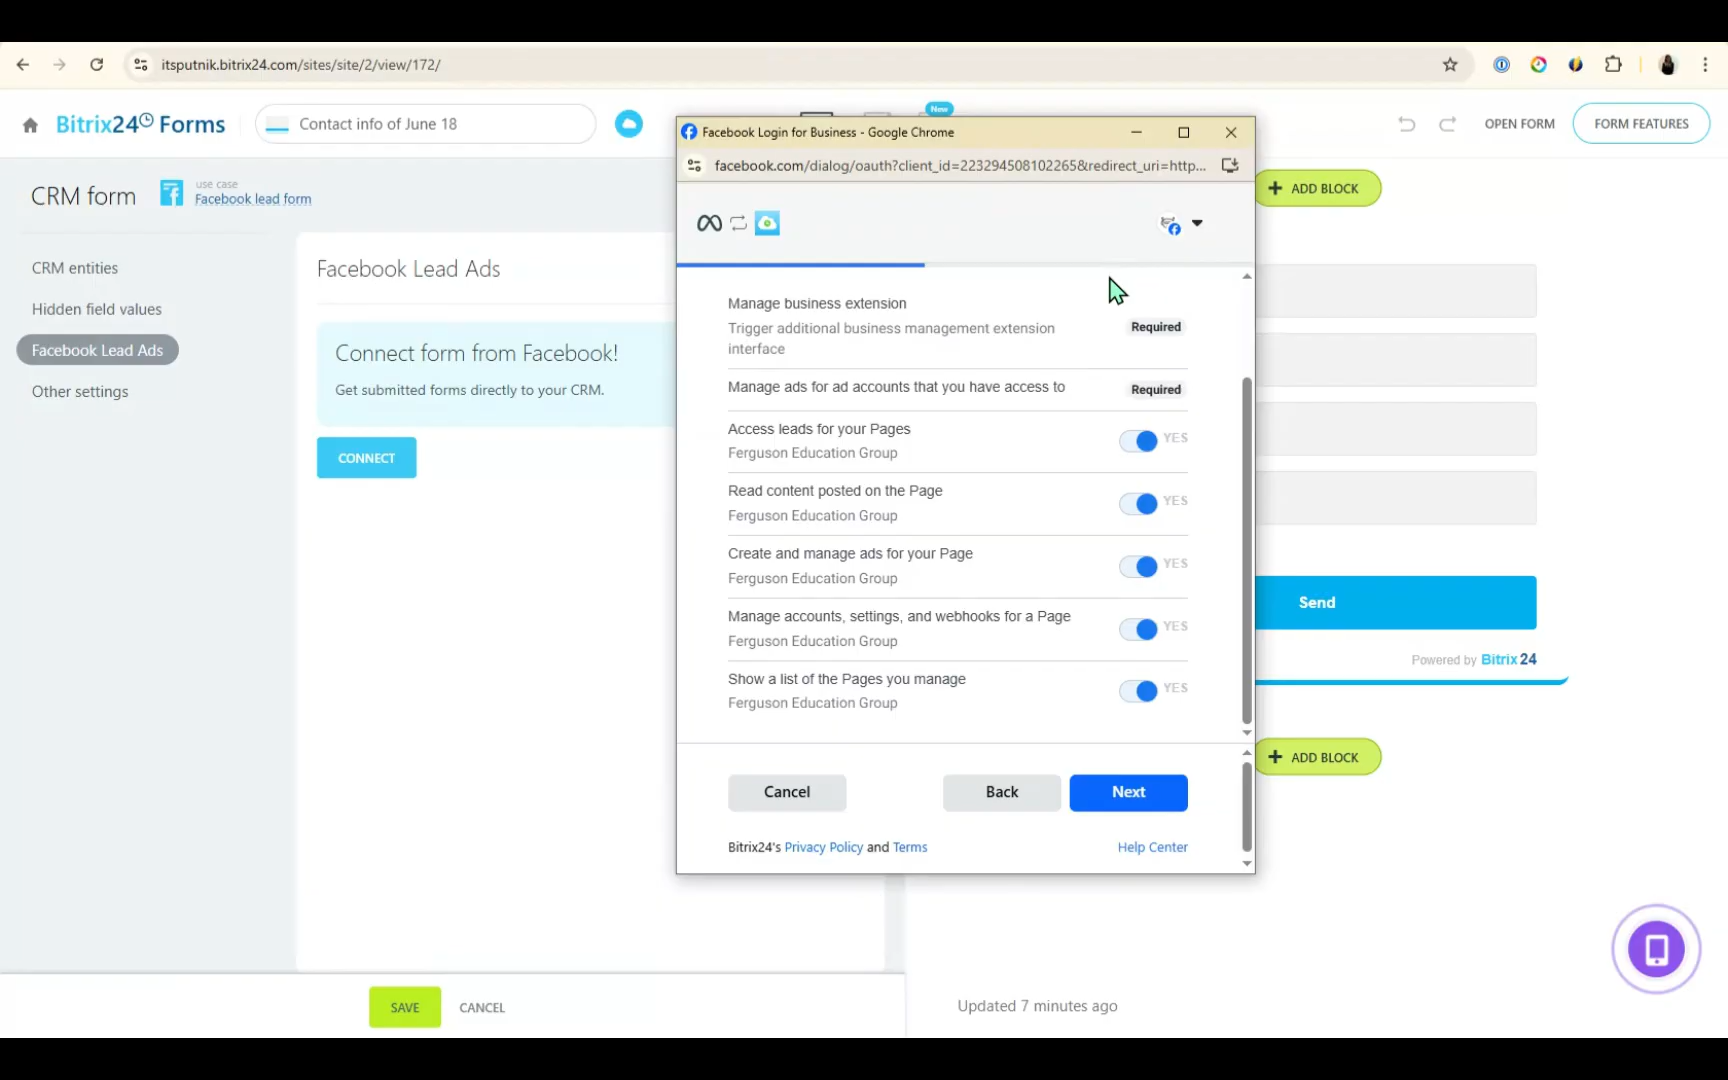 itsputnik.bitrix24.com/sites/site/2/view/172/
Bitrix24 Forms
Contact info of June 18
New
OPEN FORM
FORM FEATURES
CRM form
use case
Facebook lead form
CRM entities
Hidden field values
Facebook Lead Ads
Other settings
Facebook Lead Ads
Connect form from Facebook!
Get submitted forms directly to your CRM.
CONNECT
SAVE
CANCEL
Facebook Login for Business - Google Chrome
facebook.com/dialog/oauth?client_id=223294508102265&redirect_uri=http...
Manage business extension
Trigger additional business management extension
interface
Required
Manage ads for ad accounts that you have access to
Required
Access leads for your Pages
Ferguson Education Group
YES
Read content posted on the Page
Ferguson Education Group
YES
Create and manage ads for your Page
Ferguson Education Group
YES
Manage accounts, settings, and webhooks for a Page
Ferguson Education Group
YES
Show a list of the Pages you manage
Ferguson Education Group
YES
Cancel
Back
Next
Bitrix24's Privacy Policy and Terms
Help Center
+ ADD BLOCK
Send
Powered by Bitrix24
+ ADD BLOCK
Updated 7 minutes ago